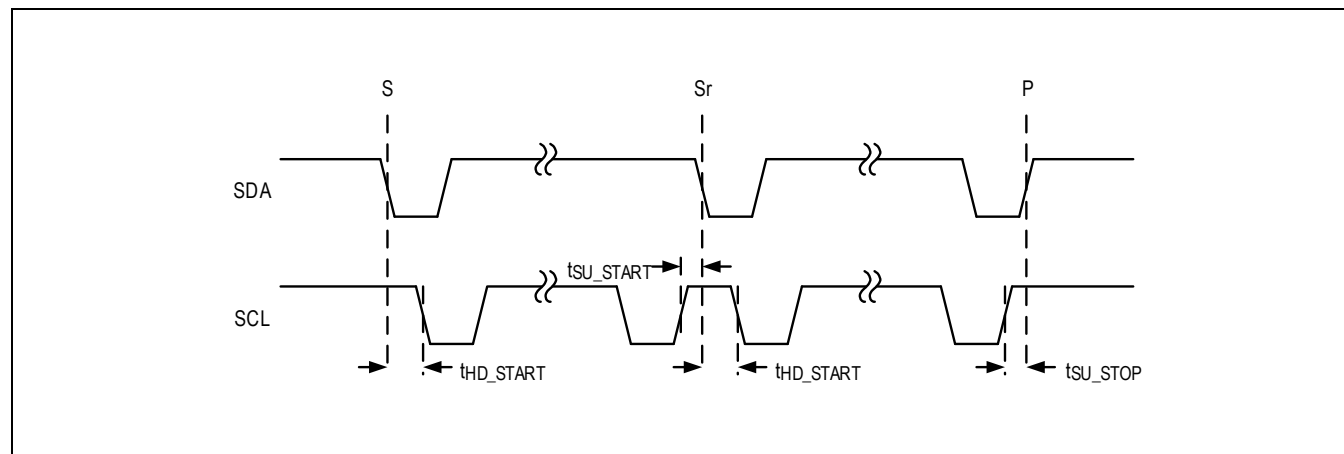 S Sr P
SDA
tSU_START
SCL
tHD_START tHD_START tSU_STOP